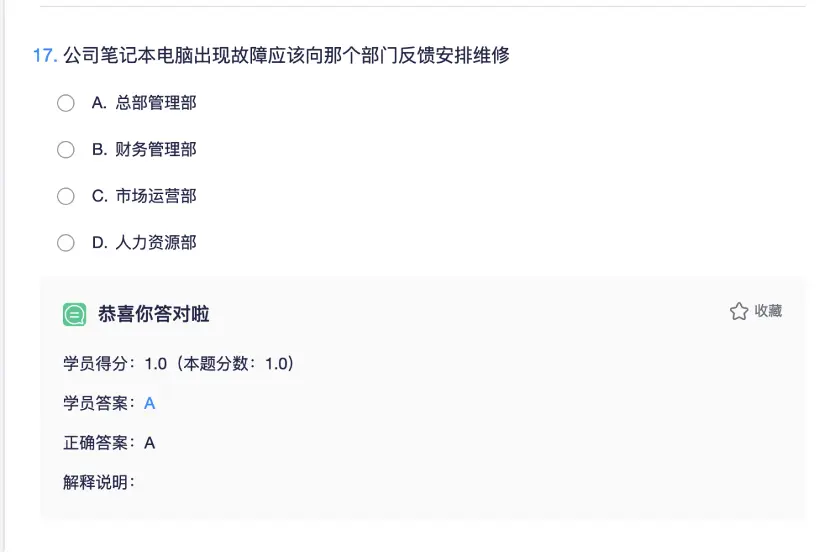 17. 公司笔记本电脑出现故障应该向那个部门反馈安排维修
A. 总部管理部
B. 财务管理部
C. 市场运营部
D. 人力资源部
恭喜你答对啦
收藏
学员得分：1.0（本题分数：1.0）
学员答案：A
正确答案：A
解释说明：